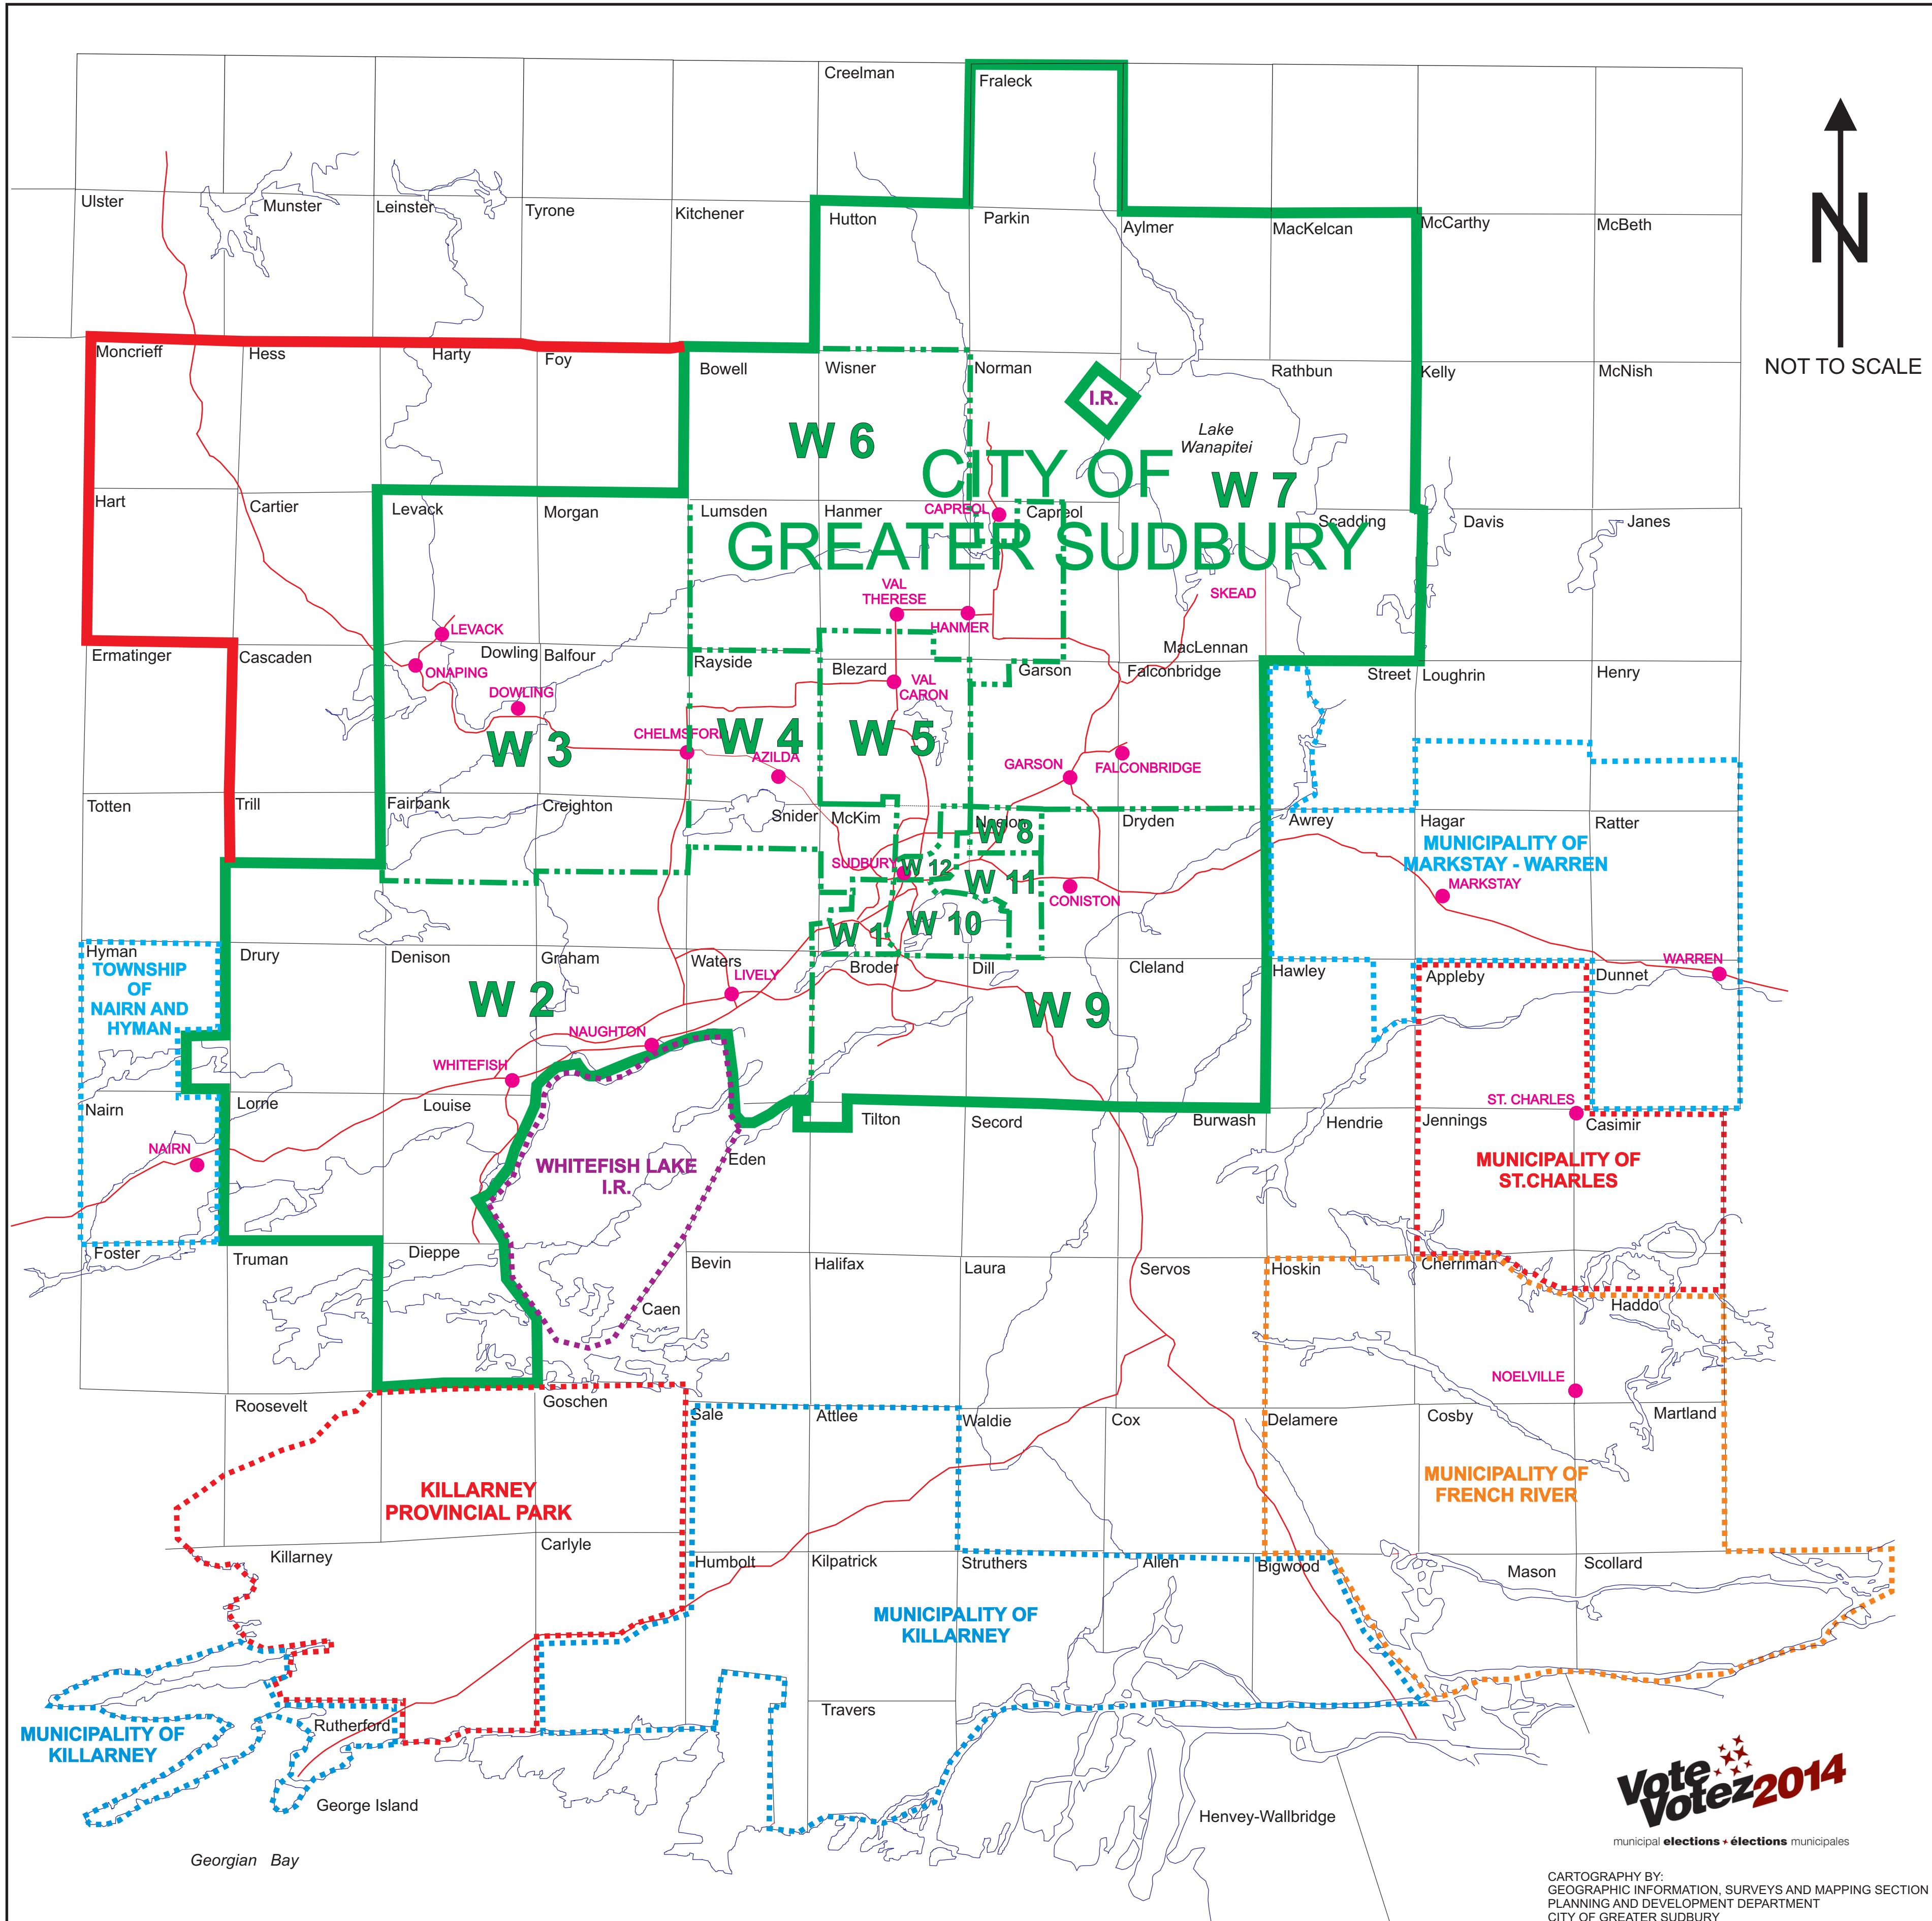 Creelman
Fraleck
Ulster
Munster
Leinster
Tyrone
Kitchener
Hutton
Parkin
Aylmer
MacKelcan
McCarthy
McBeth
N
NOT TO SCALE
Moncrieff
Hess
Harty
Foy
Bowell
Wisner
Norman
Rathbun
Kelly
McNish
I.R.
Lake
Wanapitei
W 6
CITY OF
GREATER SUDBURY
W 7
Hart
Cartier
Levack
Morgan
Lumsden
Hanmer
CAPREOL
Capreol
Scadding
Davis
Janes
VAL
THERESE
HANMER
SKEAD
LEVACK
ONAPING
DOWLING
Ermatinger
Cascaden
Dowling
Balfour
Rayside
Blezard
VAL
CARON
Garson
MacLennan
Falconbridge
Street
Loughrin
Henry
W 3
CHELMSFORD
W 4
AZILDA
W 5
GARSON
FALCONBRIDGE
Totten
Trill
Fairbank
Creighton
Snider
McKim
Neelon
W 8
Dryden
Awrey
Hagar
Ratter
MUNICIPALITY OF
MARKSTAY - WARREN
SUDBURY
W 12
W 11
CONISTON
MARKSTAY
W 1
W 10
Hyman
TOWNSHIP
OF
NAIRN AND
HYMAN
Drury
Denison
Graham
Waters
LIVELY
Broder
Dill
Cleland
Hawley
Appleby
Dunnet
WARREN
W 2
W 9
NAUGHTON
WHITEFISH
Nairn
Lorne
Louise
Tilton
Secord
Burwash
Hendrie
Jennings
ST. CHARLES
Casimir
NAIRN
WHITEFISH LAKE
I.R.
Eden
MUNICIPALITY OF
ST.CHARLES
Foster
Truman
Dieppe
Bevin
Halifax
Laura
Servos
Hoskin
Cherriman
Caen
Haddo
NOELVILLE
Roosevelt
Goschen
Sale
Attlee
Waldie
Cox
Delamere
Cosby
Martland
KILLARNEY
PROVINCIAL PARK
MUNICIPALITY OF
FRENCH RIVER
Killarney
Carlyle
Humbolt
Kilpatrick
Struthers
Allen
Bigwood
Mason
Scollard
MUNICIPALITY OF
KILLARNEY
MUNICIPALITY OF
KILLARNEY
Rutherford
Travers
George Island
Henvey-Wallbridge
Georgian Bay
Vote
Votez2014
municipal elections + élections municipales
CARTOGRAPHY BY:
GEOGRAPHIC INFORMATION, SURVEYS AND MAPPING SECTION
PLANNING AND DEVELOPMENT DEPARTMENT
CITY OF GREATER SUDBURY